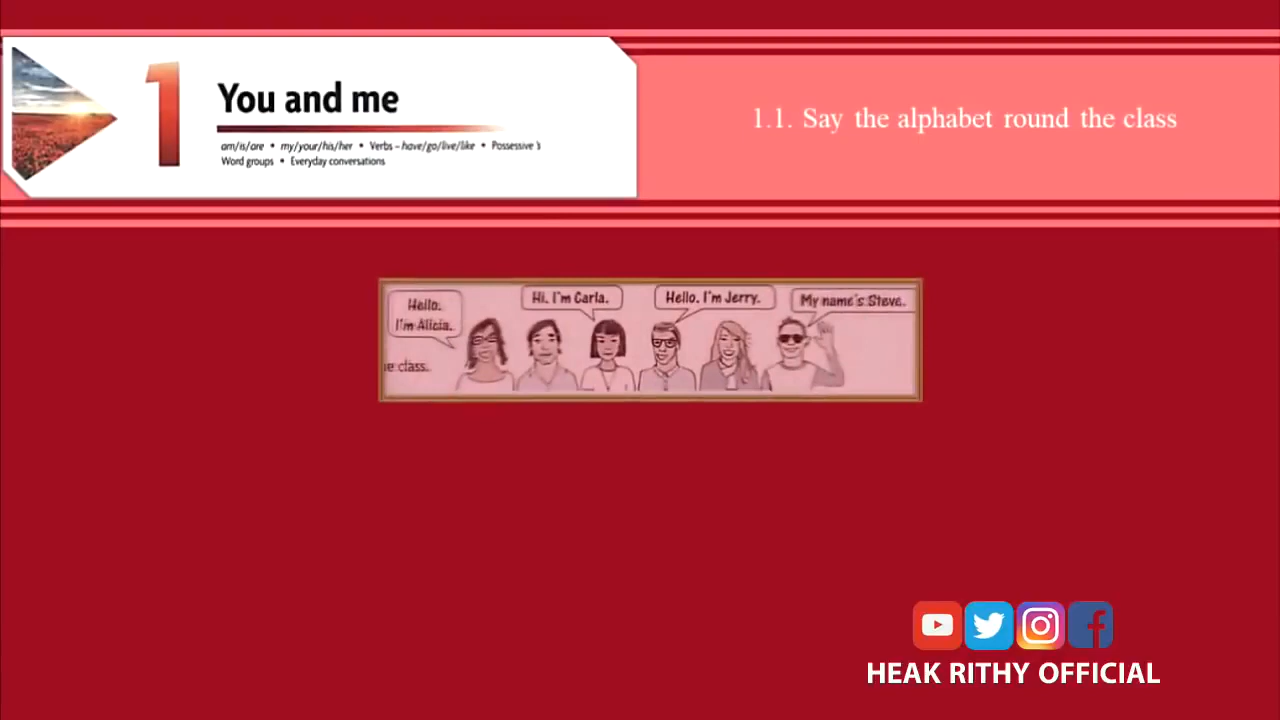 1
You and me
am/is/are • my/your/his/her • Verbs – have/go/live/like • Possessive 's
Word groups • Everyday conversations
1.1. Say the alphabet round the class
Hello.
I'm Alicia.
Hi, I'm Carla.
Hello. I'm Jerry.
My name's Steve.
e class.
HEAK RITHY OFFICIAL